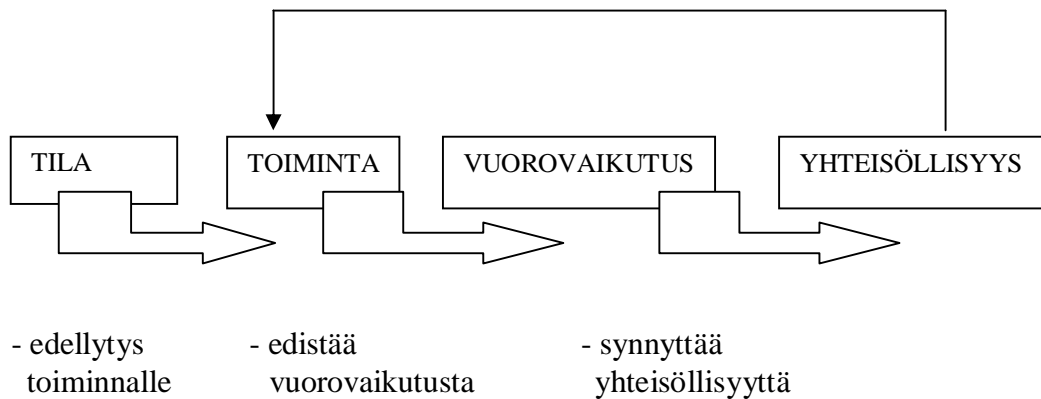 TILA
TOIMINTA
VUOROVAIKUTUS
YHTEISÖLLISYYS
- edellytys
toiminnalle
- edistää
vuorovaikutusta
- synnyttää
yhteisöllisyyttä